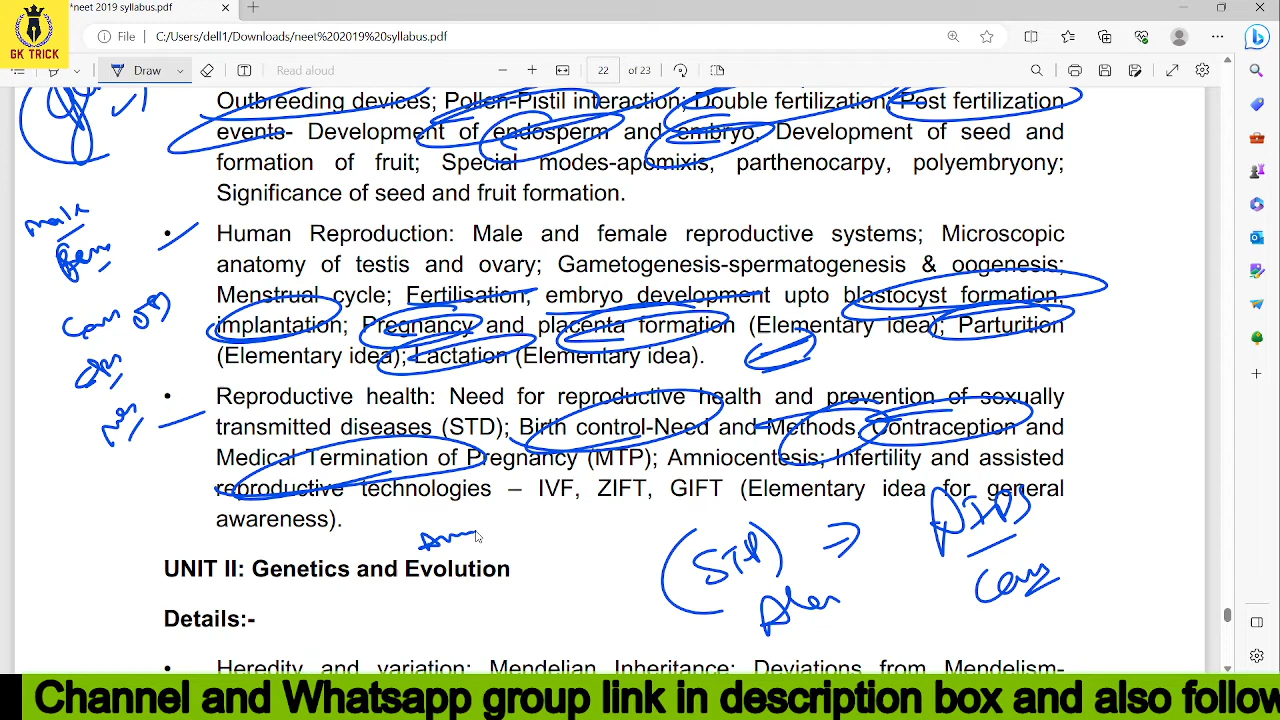 *neet 2019 syllabus.pdf
GK TRICK
File C:/Users/dell1/Downloads/neet%202019%20syllabus.pdf
Draw Read aloud 22 of 23
Outbreeding devices; Pollen-Pistil interaction; Double fertilization; Post fertilization
events- Development of endosperm and embryo, Development of seed and
formation of fruit; Special modes-apomixis, parthenocarpy, polyembryony;
Significance of seed and fruit formation.
male
• Human Reproduction: Male and female reproductive systems; Microscopic
anatomy of testis and ovary; Gametogenesis-spermatogenesis & oogenesis;
Menstrual cycle; Fertilisation, embryo development upto blastocyst formation,
implantation; Pregnancy and placenta formation (Elementary idea); Parturition
(Elementary idea); Lactation (Elementary idea).
• Reproductive health: Need for reproductive health and prevention of sexually
transmitted diseases (STD); Birth control-Need and Methods, Contraception and
Medical Termination of Pregnancy (MTP); Amniocentesis; Infertility and assisted
reproductive technologies – IVF, ZIFT, GIFT (Elementary idea for general
awareness).
(STD) AIDS
UNIT II: Genetics and Evolution
Details:-
• Heredity and variation: Mendelian Inheritance; Deviations from Mendelism-
Channel and Whatsapp group link in description box and also follow